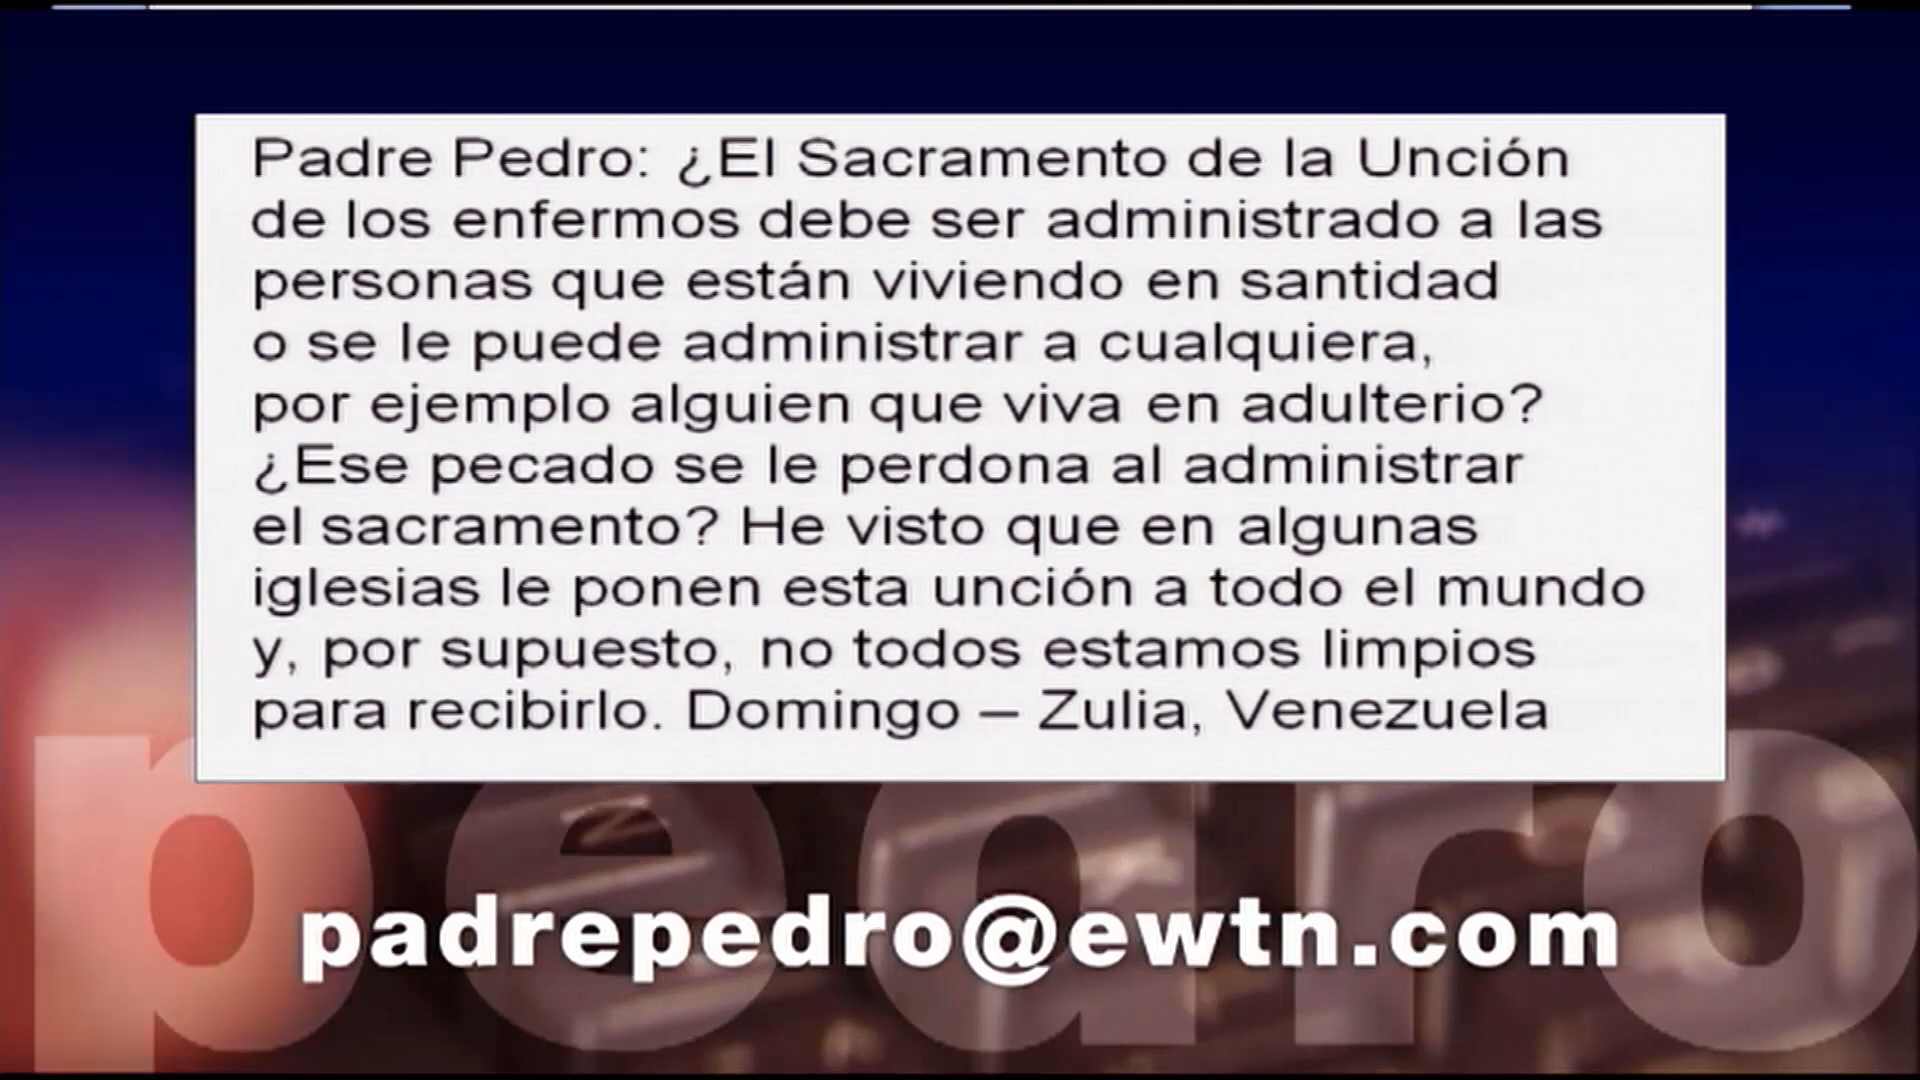 Padre Pedro: ¿El Sacramento de la Unción
de los enfermos debe ser administrado a las
personas que están viviendo en santidad
o se le puede administrar a cualquiera,
por ejemplo alguien que viva en adulterio?
¿Ese pecado se le perdona al administrar
el sacramento? He visto que en algunas
iglesias le ponen esta unción a todo el mundo
y, por supuesto, no todos estamos limpios
para recibirlo. Domingo – Zulia, Venezuela
pedro
padrepedro@ewtn.com